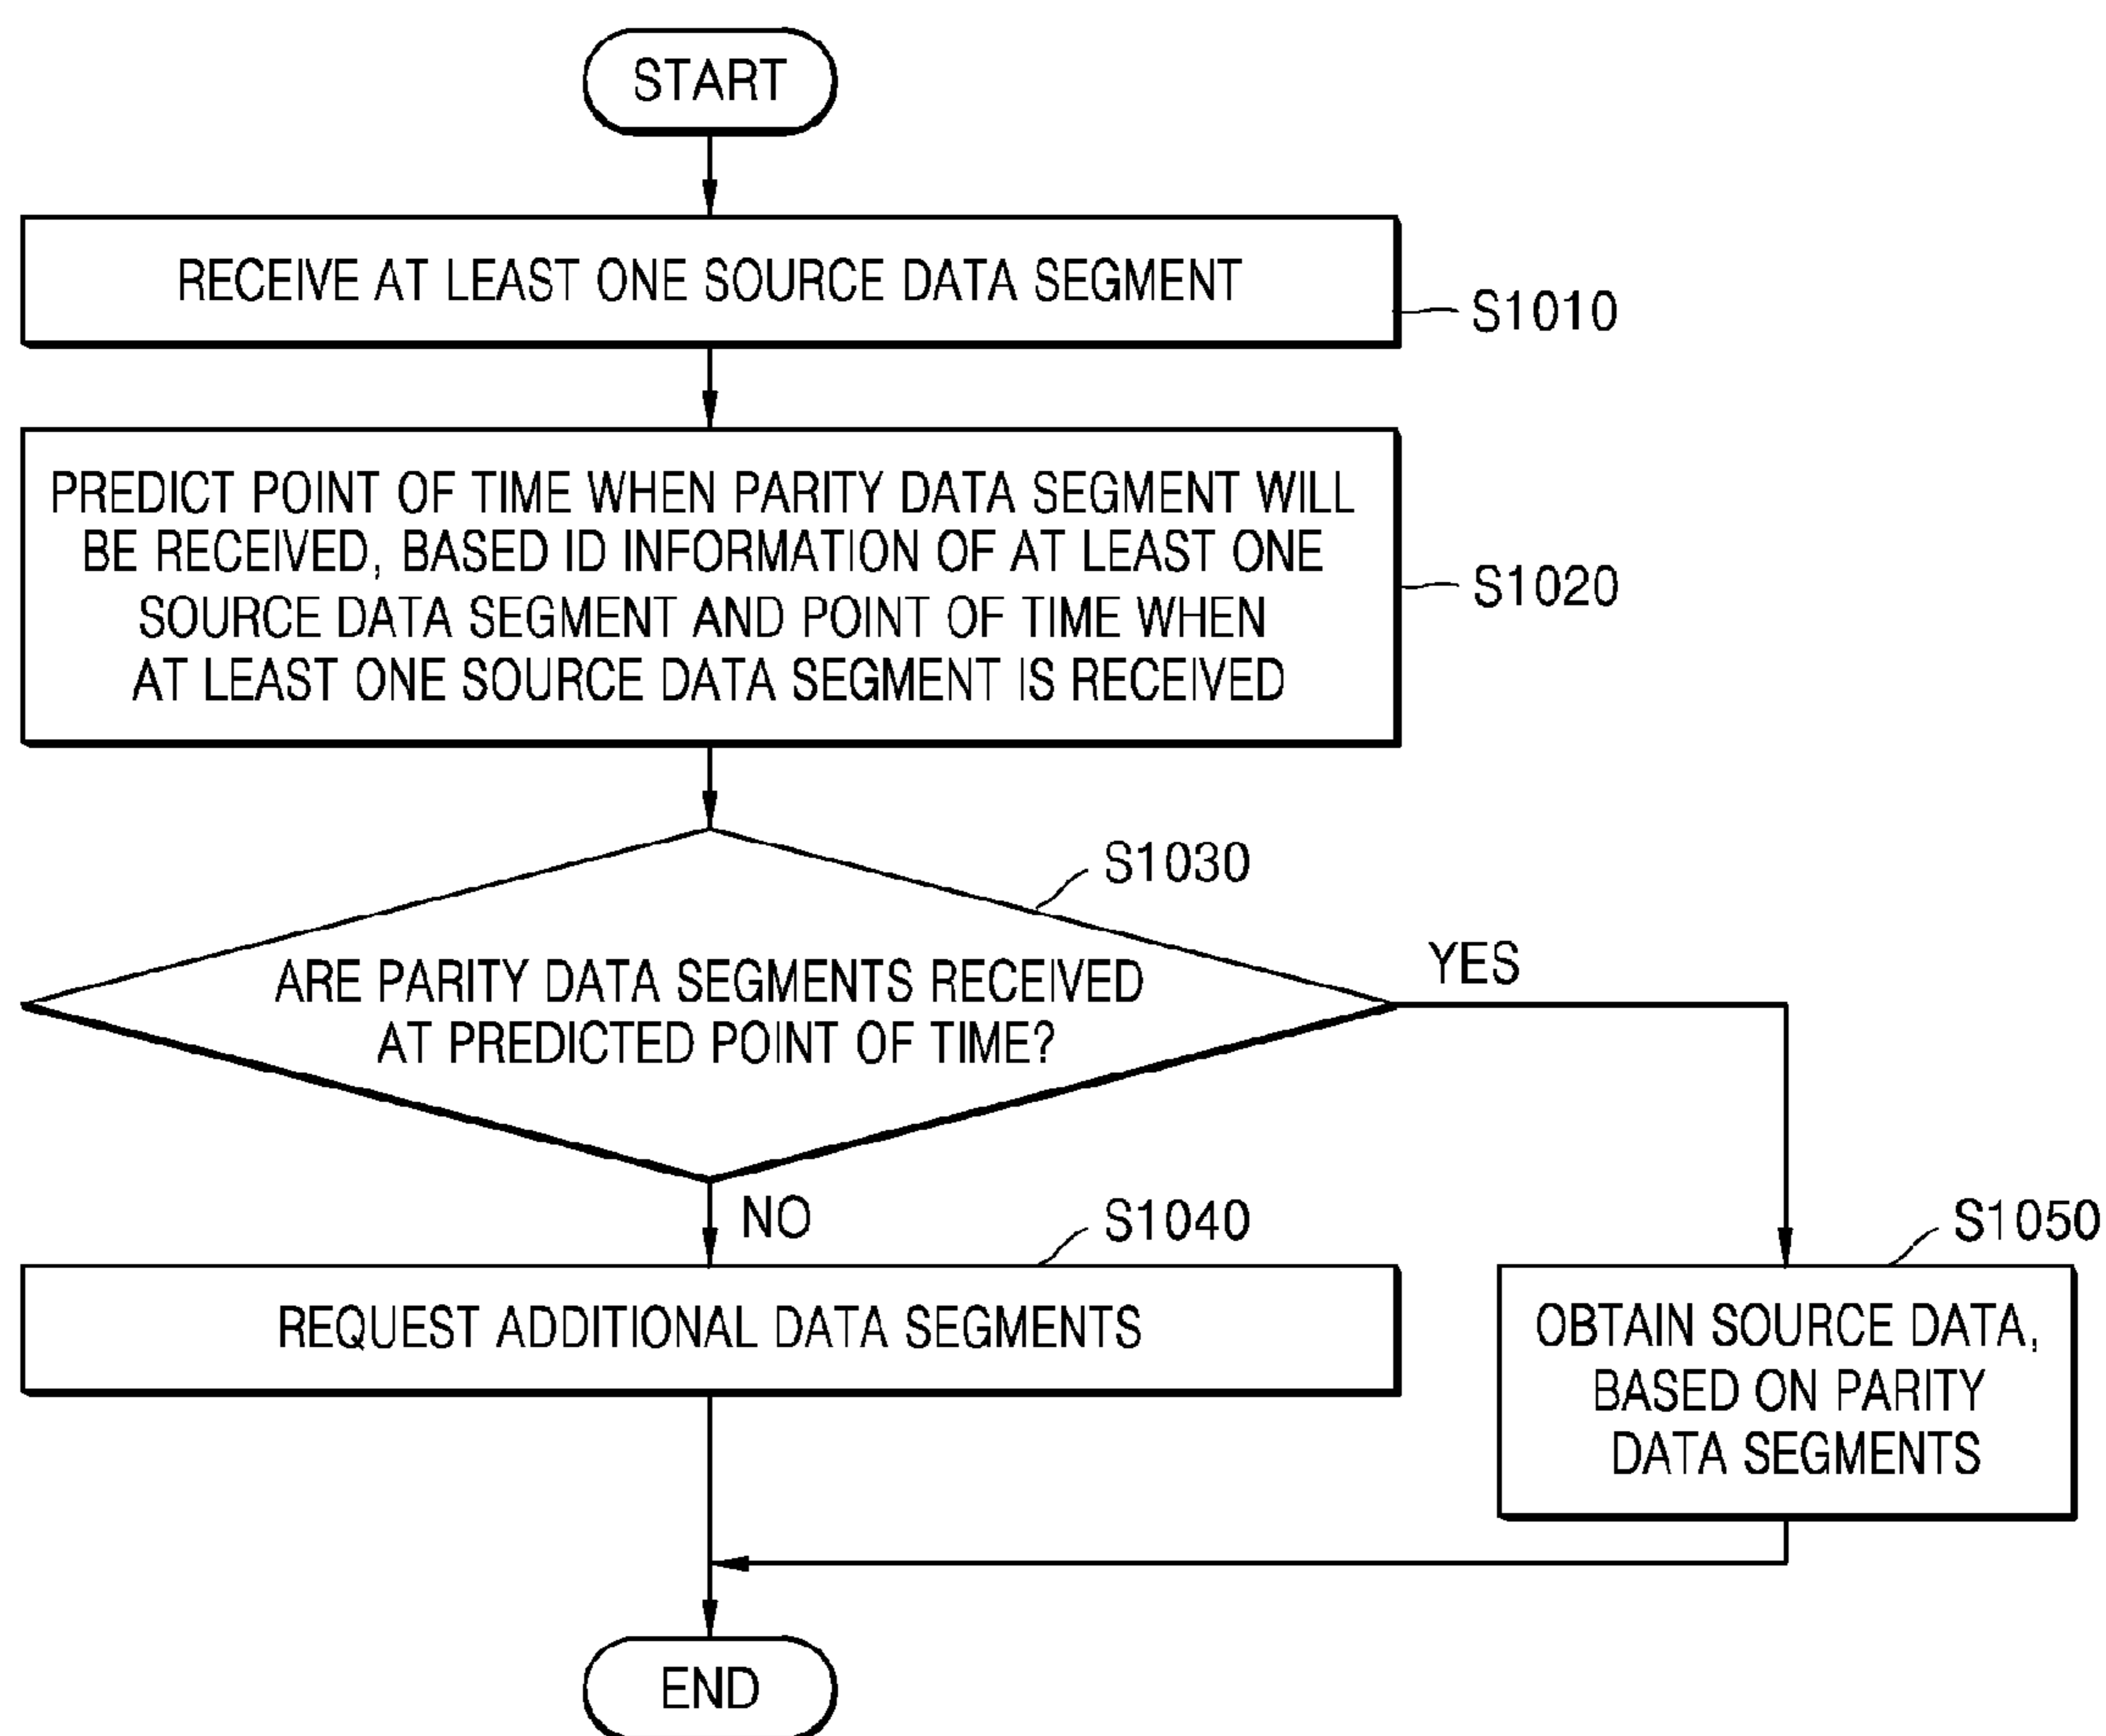 START
RECEIVE AT LEAST ONE SOURCE DATA SEGMENT
S1010
PREDICT POINT OF TIME WHEN PARITY DATA SEGMENT WILL
BE RECEIVED, BASED ID INFORMATION OF AT LEAST ONE
SOURCE DATA SEGMENT AND POINT OF TIME WHEN
AT LEAST ONE SOURCE DATA SEGMENT IS RECEIVED
S1020
S1030
ARE PARITY DATA SEGMENTS RECEIVED
AT PREDICTED POINT OF TIME?
YES
NO
S1040
REQUEST ADDITIONAL DATA SEGMENTS
S1050
OBTAIN SOURCE DATA,
BASED ON PARITY
DATA SEGMENTS
END